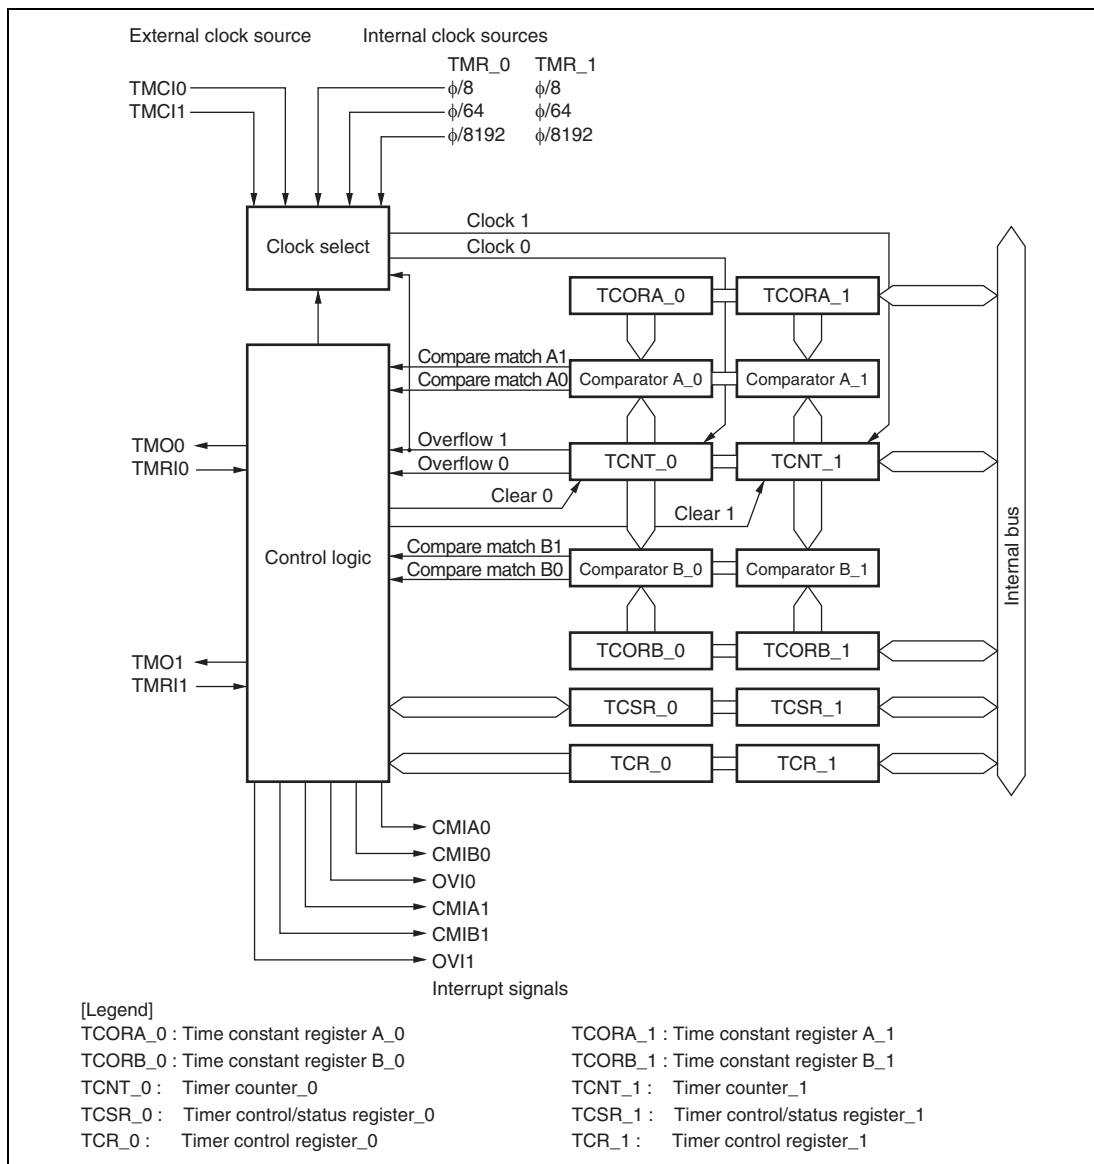 External clock source
Internal clock sources
TMR_0 TMR_1
TMCI0
ϕ/8 ϕ/8
TMCI1
ϕ/64 ϕ/64
ϕ/8192 ϕ/8192
Clock select
Clock 1
Clock 0
TCORA_0
TCORA_1
Compare match A1
Compare match A0
Comparator A_0
Comparator A_1
TMO0
TMRI0
Overflow 1
Overflow 0
TCNT_0
TCNT_1
Clear 0
Clear 1
Control logic
Compare match B1
Compare match B0
Comparator B_0
Comparator B_1
Internal bus
TMO1
TMRI1
TCORB_0
TCORB_1
TCSR_0
TCSR_1
TCR_0
TCR_1
CMIA0
CMIB0
OVI0
CMIA1
CMIB1
OVI1
Interrupt signals
[Legend]
TCORA_0 : Time constant register A_0
TCORB_0 : Time constant register B_0
TCNT_0 : Timer counter_0
TCSR_0 : Timer control/status register_0
TCR_0 : Timer control register_0
TCORA_1 : Time constant register A_1
TCORB_1 : Time constant register B_1
TCNT_1 : Timer counter_1
TCSR_1 : Timer control/status register_1
TCR_1 : Timer control register_1